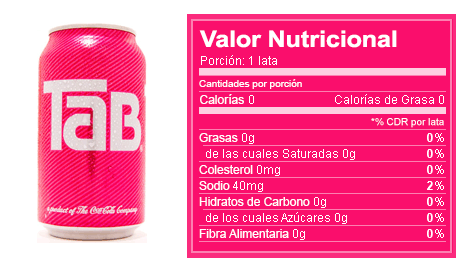 TaB
a product of The Coca-Cola Company
Valor Nutricional
Porción: 1 lata
Cantidades por porción
Calorías 0 Calorías de Grasa 0
*% CDR por lata
Grasas 0g 0%
de las cuales Saturadas 0g 0%
Colesterol 0mg 0%
Sodio 40mg 2%
Hidratos de Carbono 0g 0%
de los cuales Azúcares 0g 0%
Fibra Alimentaria 0g 0%